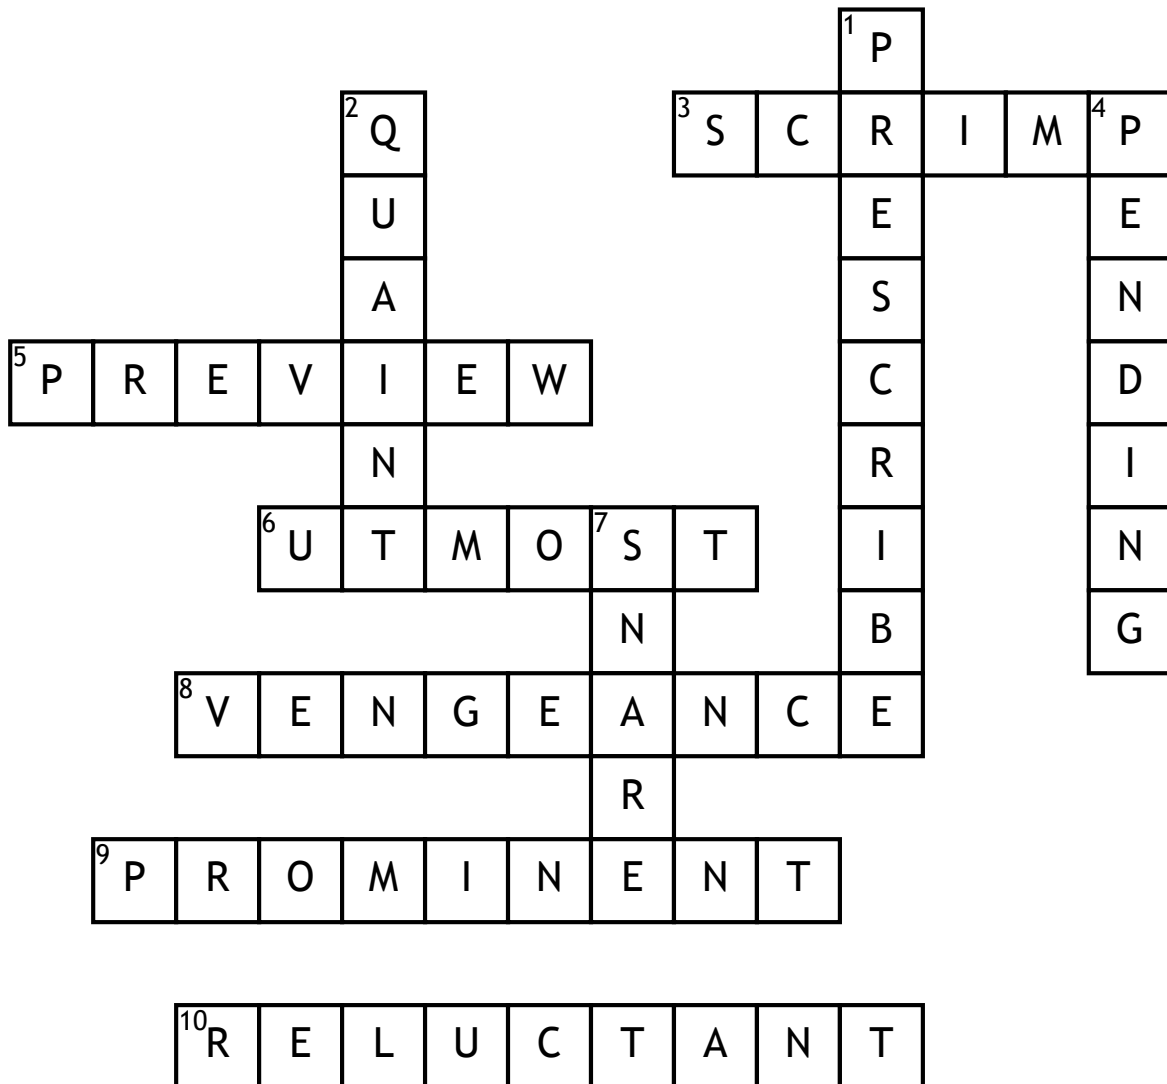 1 P
2 Q 3 S C R I M 4 P
U E E
A S N
5 P R E V I E W C D
N R I
6 U T M O 7 S T I N
N B G
8 V E N G E A N C E
R
9 P R O M I N E N T
10 R E L U C T A N T